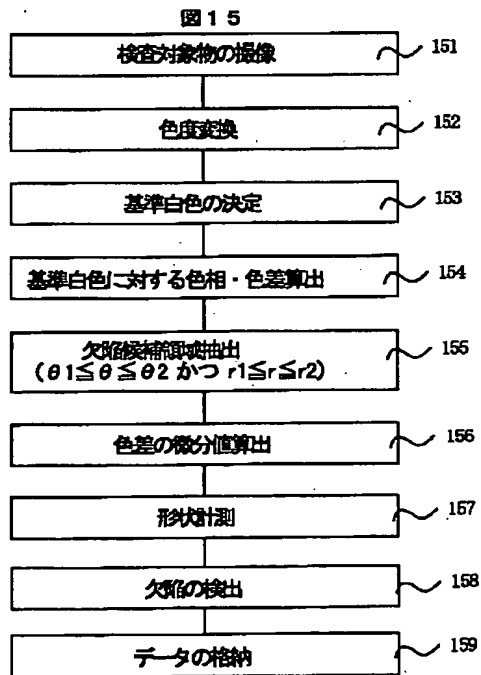 図15
検査対象物の撮像 151
色度変換 152
基準白色の決定 153
基準白色に対する色相・色差算出 154
欠陥候補領域抽出 155
(θ1≦θ≦θ2 かつ r1≦r≦r2)
色差の微分値算出 156
形状計測 157
欠陥の検出 158
データの格納 159